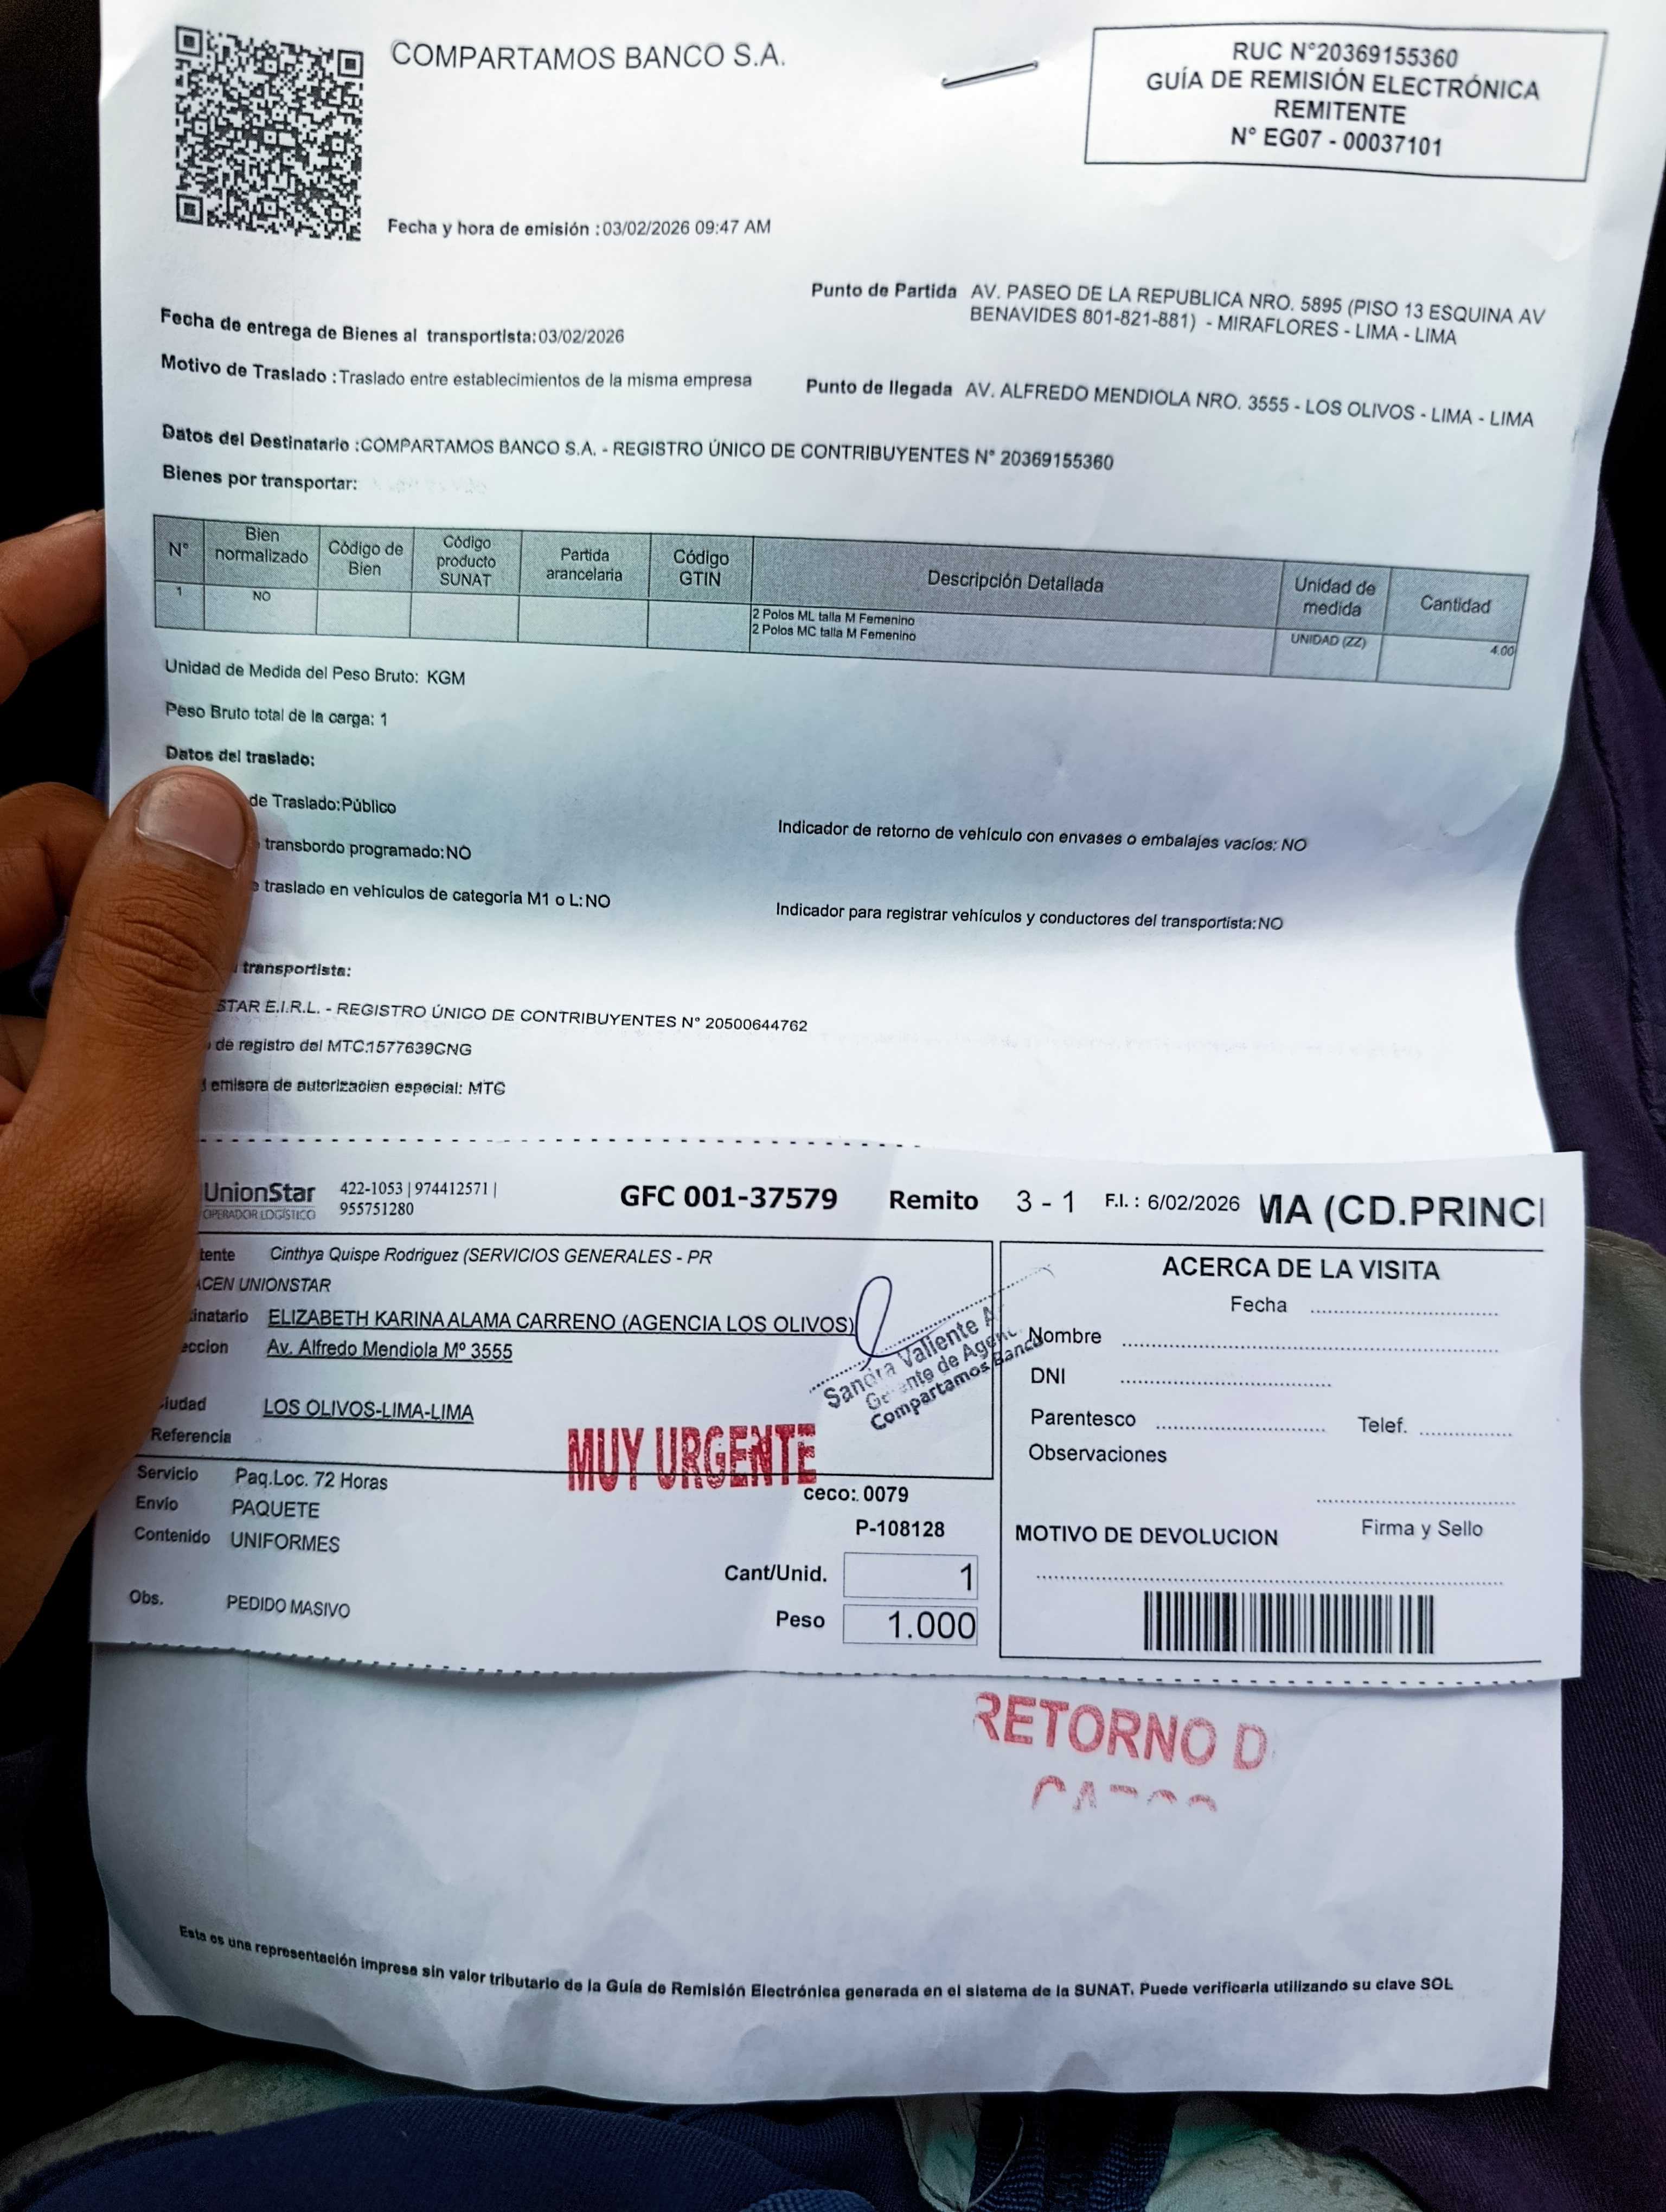 COMPARTAMOS BANCO S.A.
RUC N°20369155360
GUÍA DE REMISIÓN ELECTRÓNICA
REMITENTE
N° EG07 - 00037101
Fecha y hora de emisión : 03/02/2026 09:47 AM
Punto de Partida AV. PASEO DE LA REPUBLICA NRO. 5895 (PISO 13 ESQUINA AV
BENAVIDES 801-821-881) - MIRAFLORES - LIMA - LIMA
Fecha de entrega de Bienes al transportista:03/02/2026
Motivo de Traslado : Traslado entre establecimientos de la misma empresa
Punto de llegada AV. ALFREDO MENDIOLA NRO. 3555 - LOS OLIVOS - LIMA - LIMA
Datos del Destinatario :COMPARTAMOS BANCO S.A. - REGISTRO ÚNICO DE CONTRIBUYENTES N° 20369155360
Bienes por transportar:
N° Bien normalizado Código de Bien Código producto SUNAT Partida arancelaria Código GTIN Descripción Detallada Unidad de medida Cantidad
1 NO 2 Polos ML talla M Femenino UNIDAD (ZZ) 4.00
2 Polos MC talla M Femenino
Unidad de Medida del Peso Bruto: KGM
Peso Bruto total de la carga: 1
Datos del traslado:
de Traslado:Público
transbordo programado:NO
Indicador de retorno de vehículo con envases o embalajes vacíos: NO
traslado en vehículos de categoría M1 o L:NO
Indicador para registrar vehículos y conductores del transportista:NO
transportista:
STAR E.I.R.L. - REGISTRO ÚNICO DE CONTRIBUYENTES N° 20500644762
de registro del MTC:1577639CNG
emisora de autorizacion especial: MTC
UnionStar
OPERADOR LOGÍSTICO
422-1053 | 974412571 |
955751280
GFC 001-37579 Remito 3 - 1 F.I. : 6/02/2026 MA (CD.PRINCI
tente Cinthya Quispe Rodriguez (SERVICIOS GENERALES - PR
ACEN UNIONSTAR
inatario ELIZABETH KARINA ALAMA CARRENO (AGENCIA LOS OLIVOS)
eccion Av. Alfredo Mendiola Mº 3555
iudad LOS OLIVOS-LIMA-LIMA
Referencia
Sandra Valiente A
Gerente de Agen
Compartamos Banco
MUY URGENTE
Servicio Paq.Loc. 72 Horas
Envio PAQUETE
Contenido UNIFORMES
Obs. PEDIDO MASIVO
ceco: 0079
P-108128
Cant/Unid. 1
Peso 1.000
ACERCA DE LA VISITA
Fecha
Nombre
DNI
Parentesco Telef.
Observaciones
Firma y Sello
MOTIVO DE DEVOLUCION
RETORNO D
Esta es una representación impresa sin valor tributario de la Guía de Remisión Electrónica generada en el sistema de la SUNAT. Puede verificarla utilizando su clave SOL